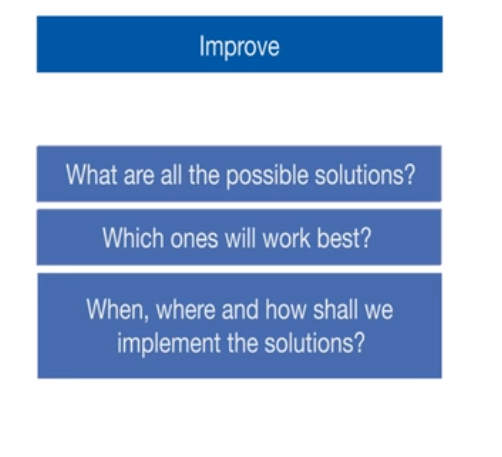 Improve
What are all the possible solutions?
Which ones will work best?
When, where and how shall we
implement the solutions?